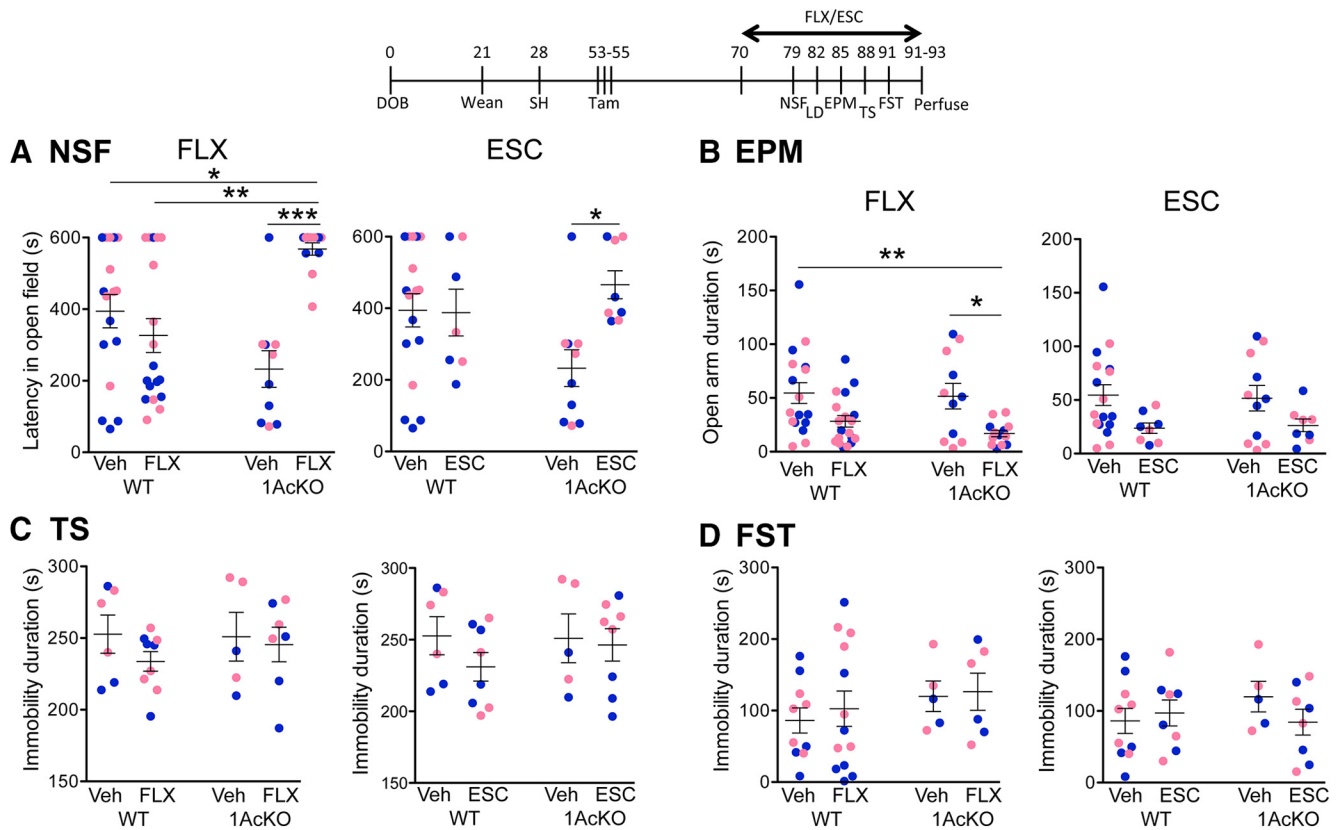 FLX/ESC
0 21 28 53-55 70 79 82 85 88 91 91-93
DOB Wean SH Tam NSF LD EPM TS FST Perfuse
A NSF
FLX
ESC
*
**
***
*
Latency in open field (s)
600
400
200
0
Veh FLX Veh FLX
WT 1AcKO
600
400
200
0
Veh ESC Veh ESC
WT 1AcKO
B EPM
FLX
ESC
**
*
Open arm duration (s)
200
150
100
50
0
Veh FLX Veh FLX
WT 1AcKO
200
150
100
50
0
Veh ESC Veh ESC
WT 1AcKO
C TS
Immobility duration (s)
300
250
200
150
Veh FLX Veh FLX
WT 1AcKO
Immobility duration (s)
300
250
200
150
Veh ESC Veh ESC
WT 1AcKO
D FST
Immobility duration (s)
300
200
100
0
Veh FLX Veh FLX
WT 1AcKO
Immobility duration (s)
300
200
100
0
Veh ESC Veh ESC
WT 1AcKO